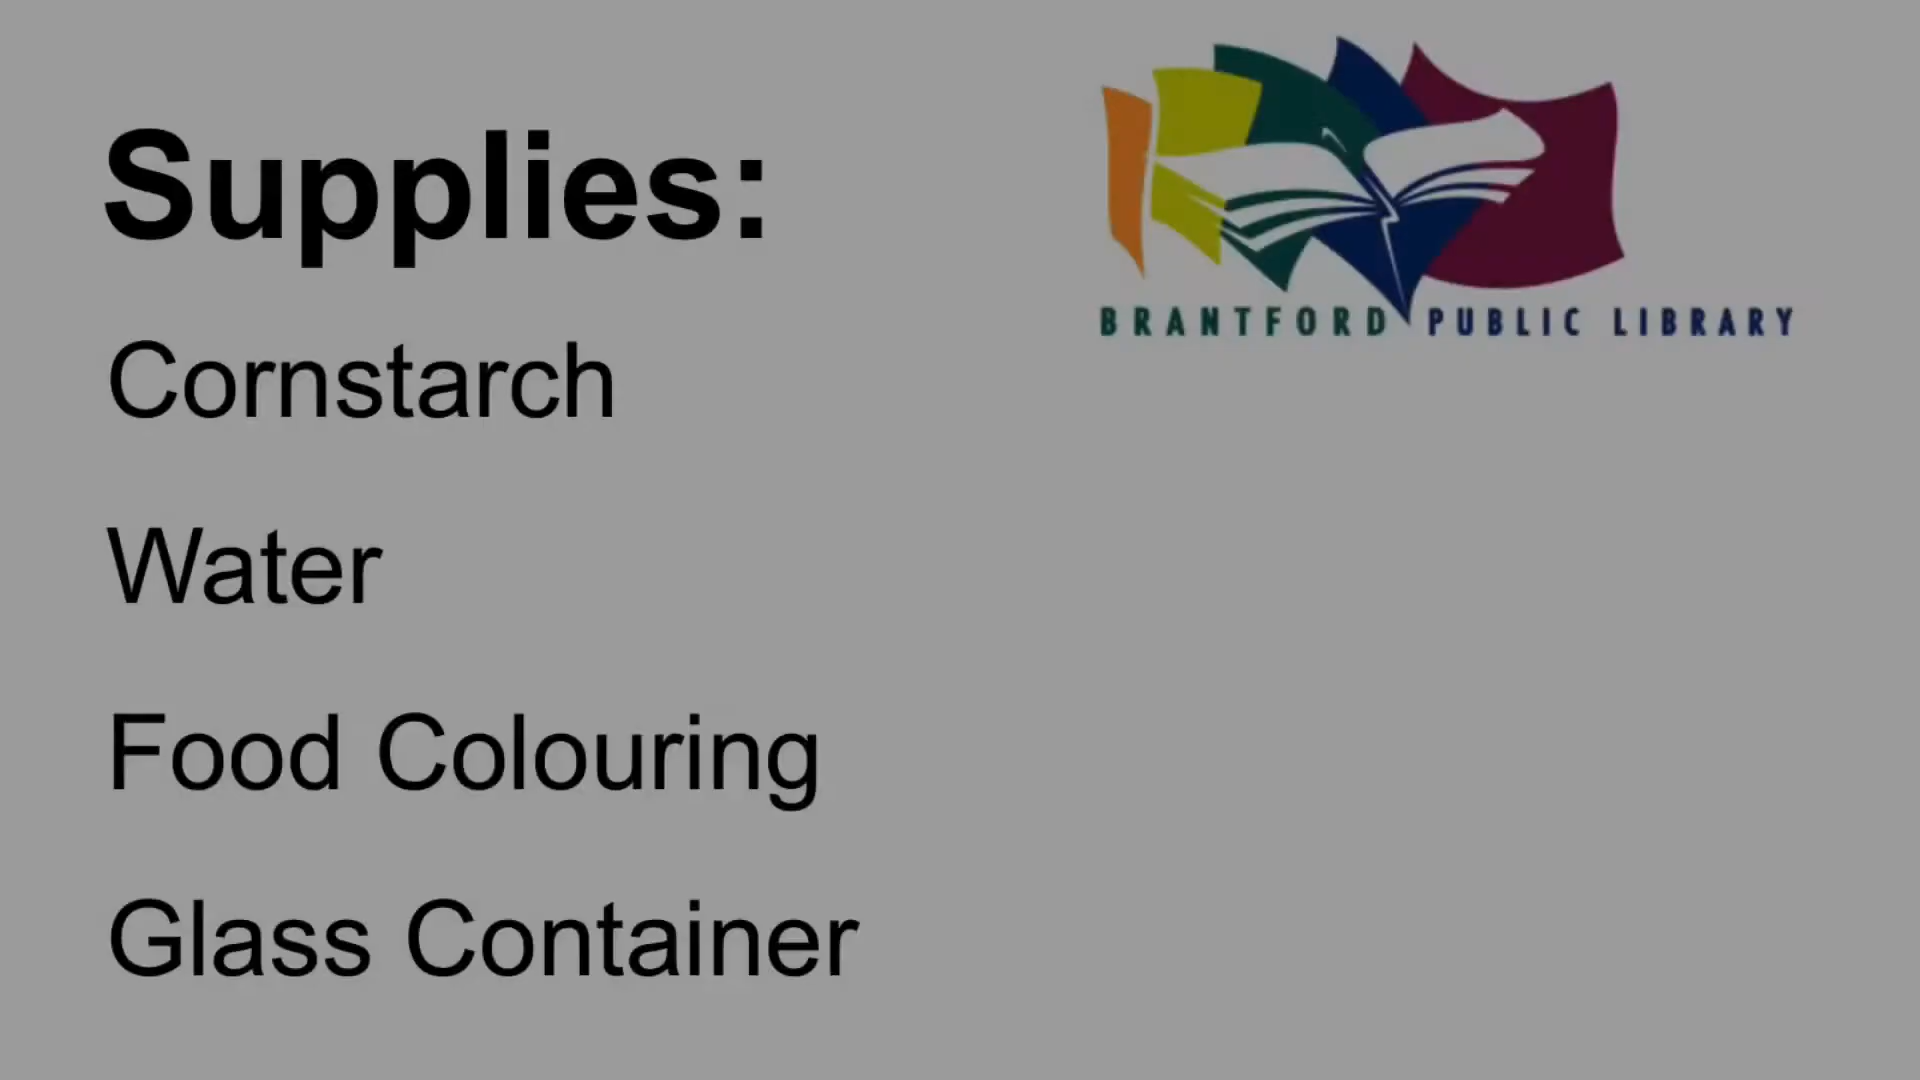 Supplies:
BRANTFORD PUBLIC LIBRARY
Cornstarch
Water
Food Colouring
Glass Container